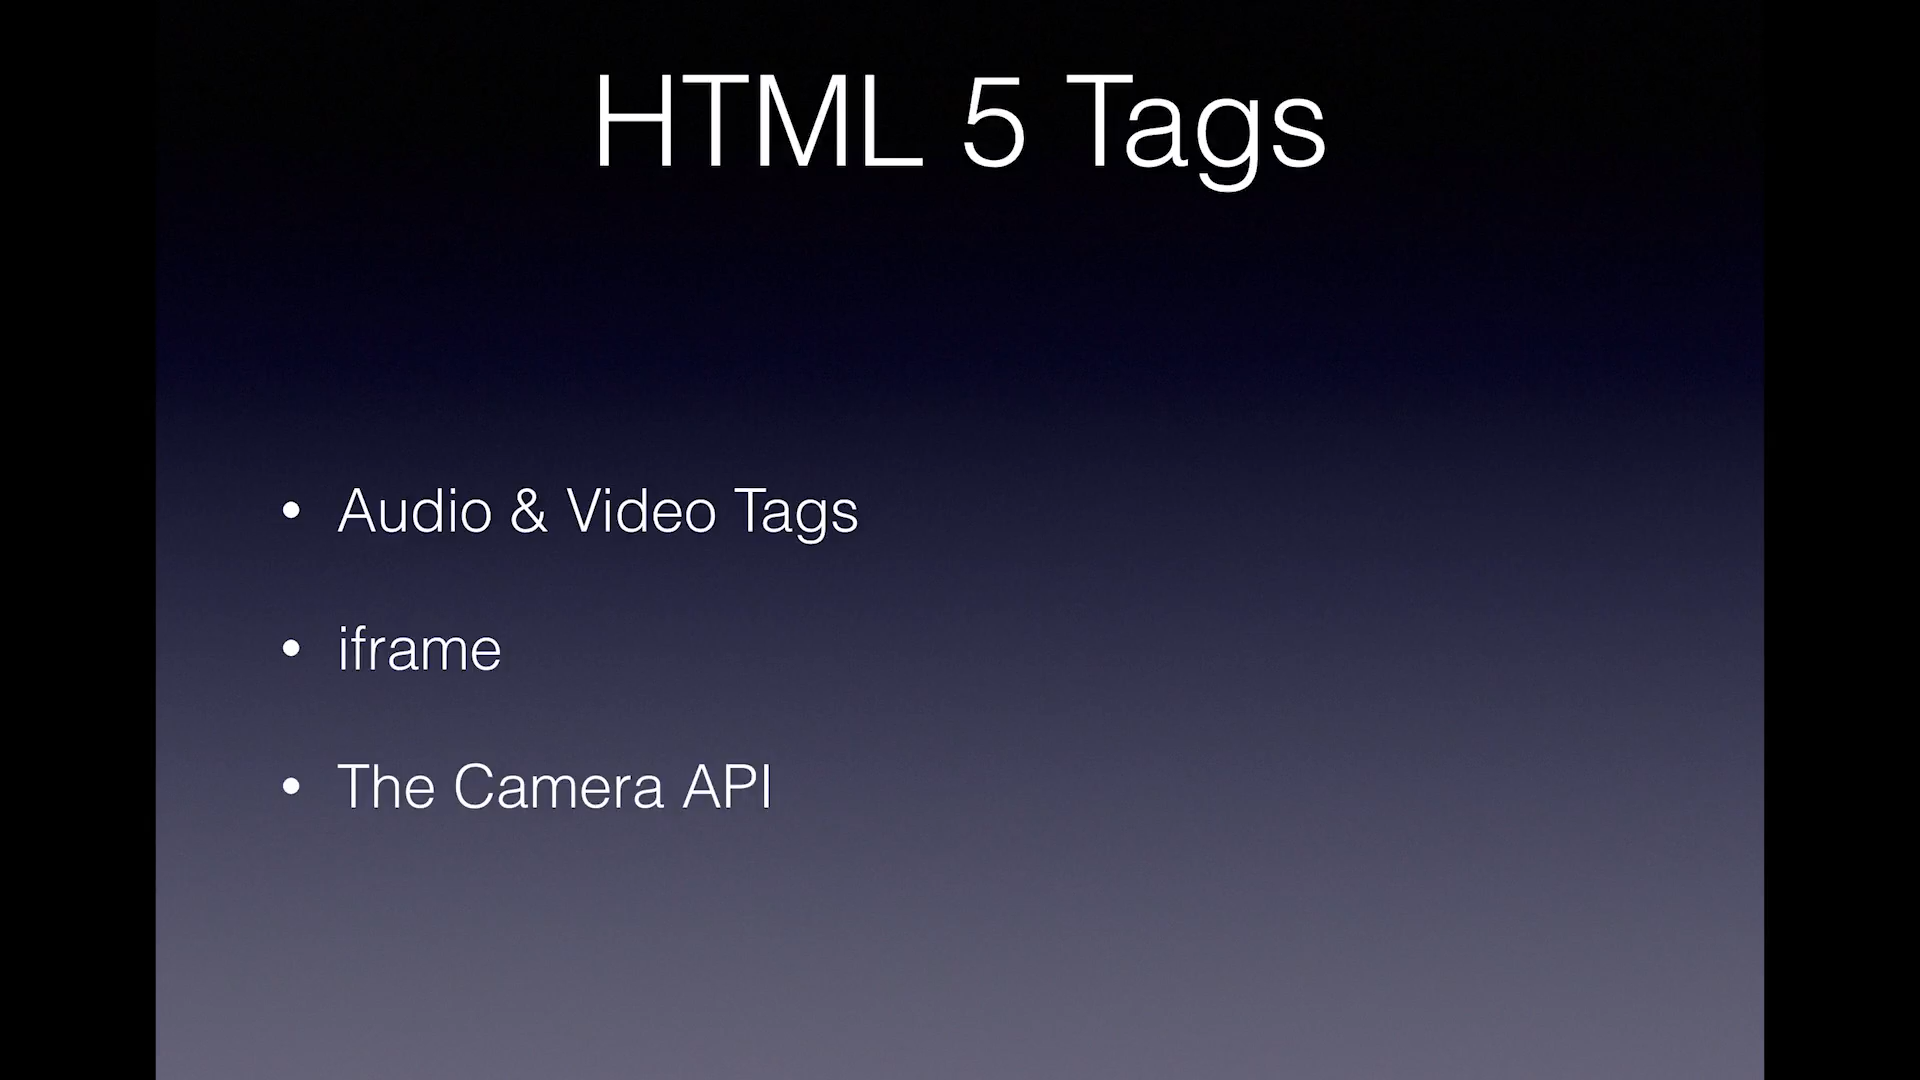 HTML 5 Tags
• Audio & Video Tags
• iframe
• The Camera API